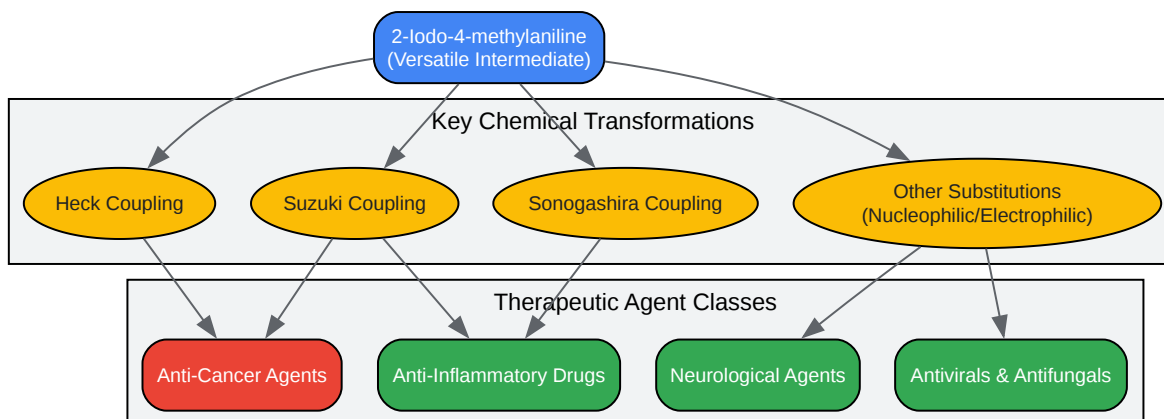 2-Iodo-4-methylaniline
(Versatile Intermediate)
Key Chemical Transformations
Heck Coupling
Suzuki Coupling
Sonogashira Coupling
Other Substitutions
(Nucleophilic/Electrophilic)
Therapeutic Agent Classes
Anti-Cancer Agents
Anti-Inflammatory Drugs
Neurological Agents
Antivirals & Antifungals